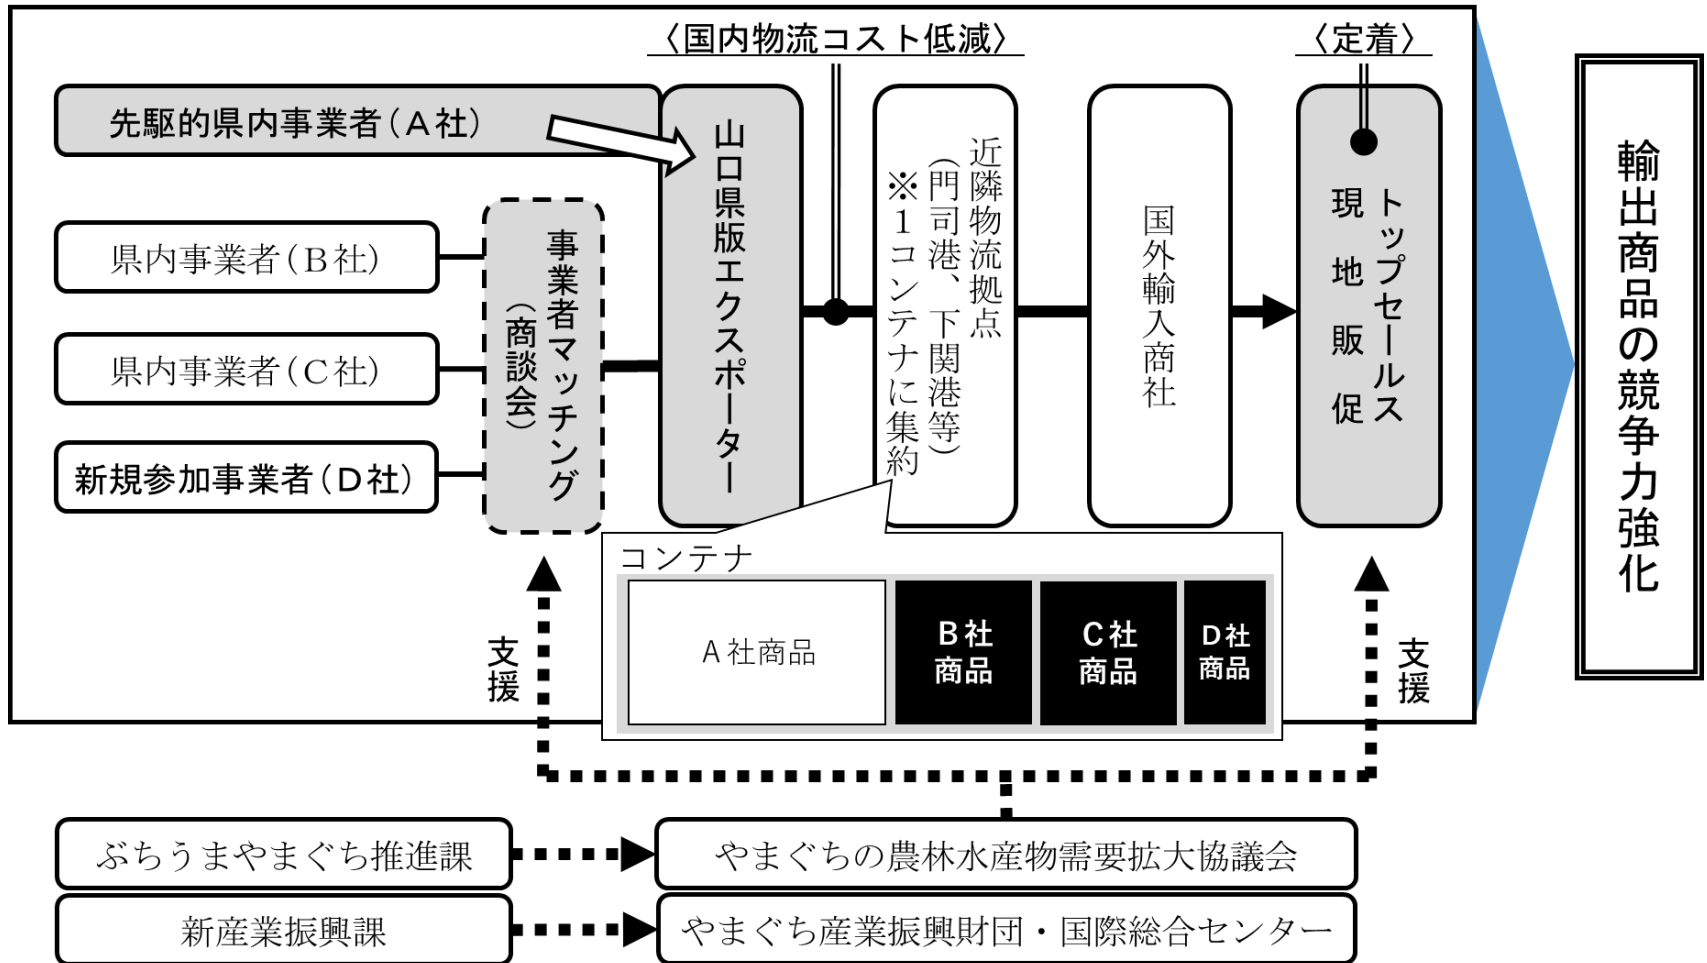 〈国内物流コスト低減〉
〈定着〉
先駆的県内事業者(A社)
県内事業者(B社)
県内事業者(C社)
新規参加事業者(D社)
事業者マッチング
(商談会)
山口県版エクスポーター
近隣物流拠点
(門司港、下関港等)
※1コンテナに集約
国外輸入商社
トップセールス
現地販促
輸出商品の競争力強化
コンテナ
A社商品
B社
商品
C社
商品
D社
商品
支援
支援
ぶちうまやまぐち推進課
やまぐちの農林水産物需要拡大協議会
新産業振興課
やまぐち産業振興財団・国際総合センター